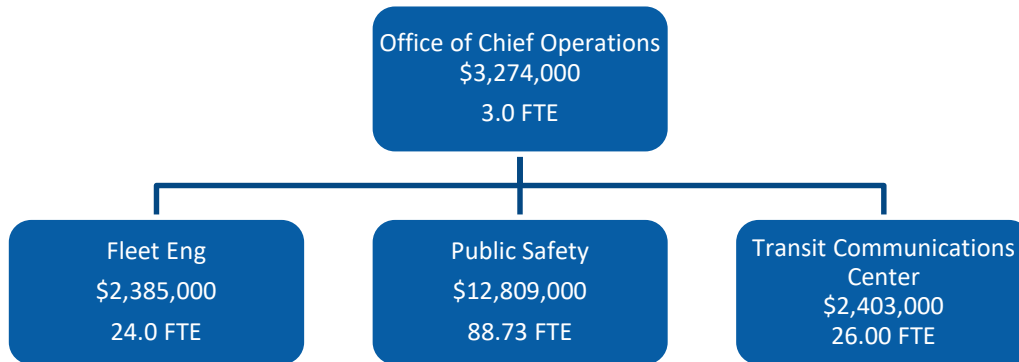 Office of Chief Operations
$3,274,000
3.0 FTE
Fleet Eng
$2,385,000
24.0 FTE
Public Safety
$12,809,000
88.73 FTE
Transit Communications
Center
$2,403,000
26.00 FTE